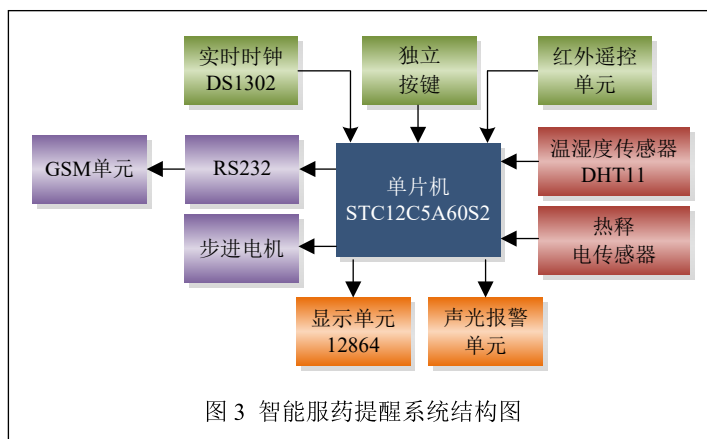 实时时钟
DS1302
独立
按键
红外遥控
单元
GSM单元
RS232
单片机
STC12C5A60S2
温湿度传感器
DHT11
步进电机
热释
电传感器
显示单元
12864
声光报警
单元
图 3 智能服药提醒系统结构图